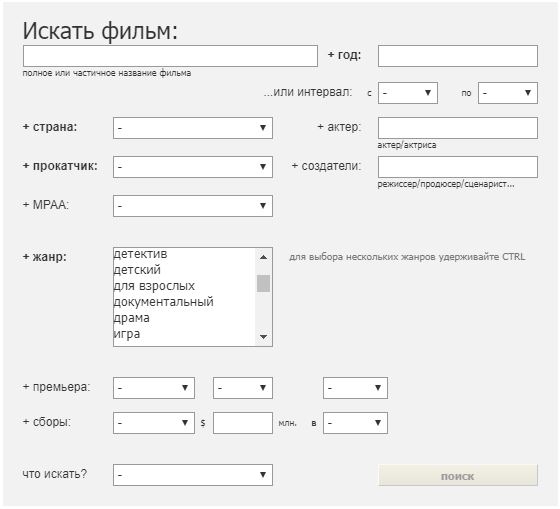 Искать фильм:
+ год:
полное или частичное название фильма
...или интервал: с - по -
+ страна: - + актер:
актер/актриса
+ прокатчик: - + создатели:
режиссер/продюсер/сценарист...
+ MPAA: -
+ жанр: детектив для выбора нескольких жанров удерживайте CTRL
детский
для взрослых
документальный
драма
игра
+ премьера: - - -
+ сборы: - $ млн. в -
что искать? - поиск